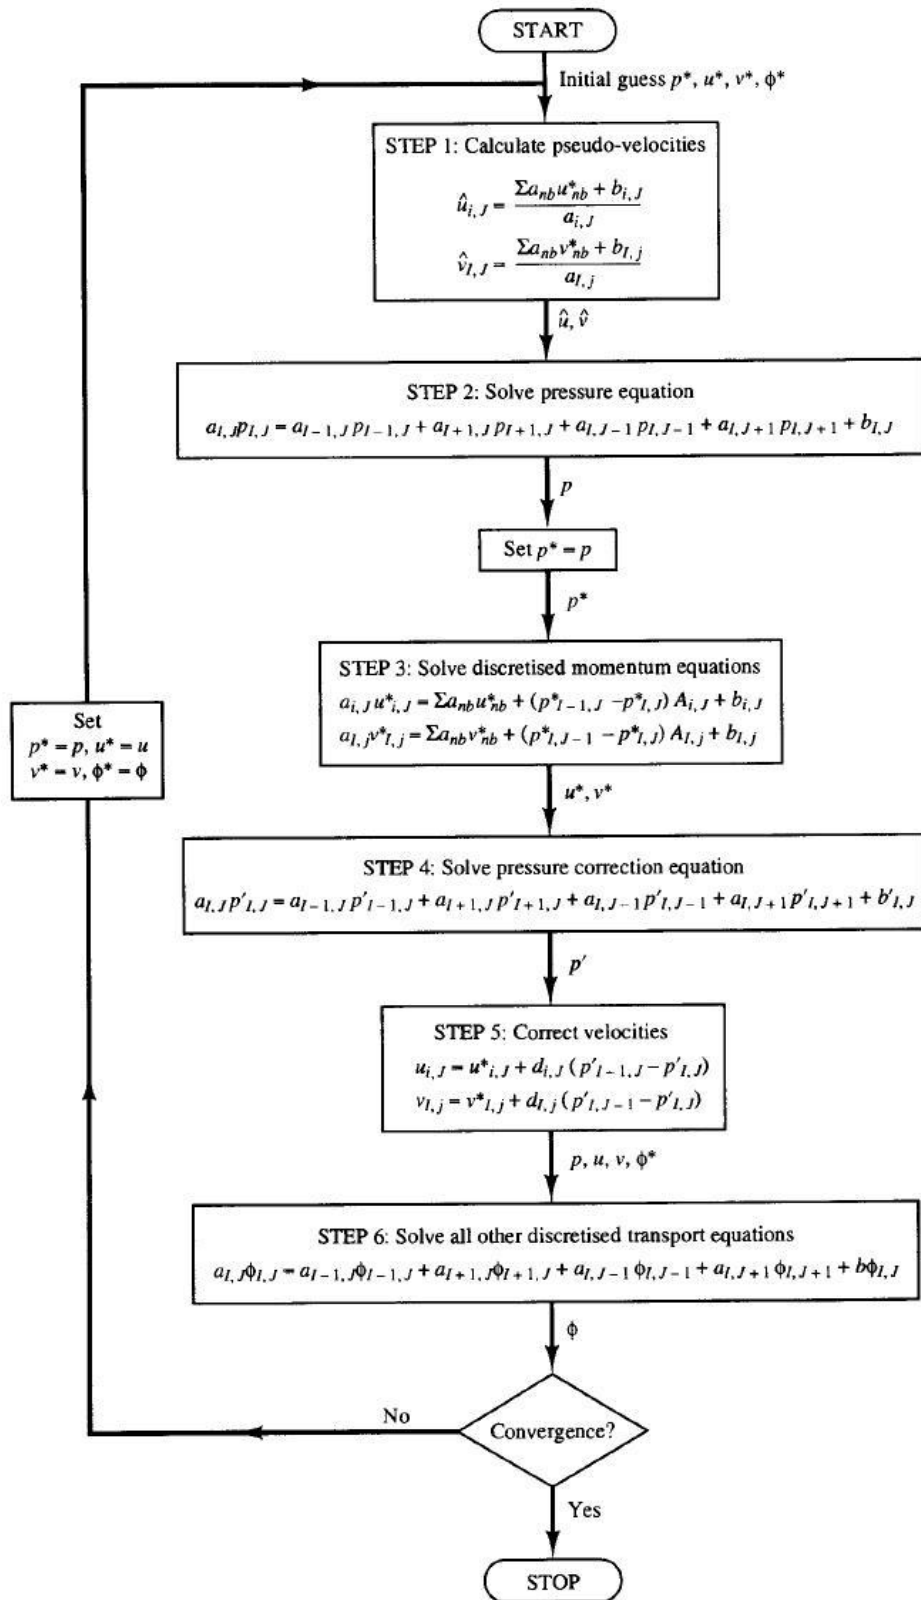 START
Initial guess p*, u*, v*, ϕ*
STEP 1: Calculate pseudo-velocities
û_{i, J} = (Σa_{nb}u*_{nb} + b_{i, J}) / a_{i, J}
v̂_{I, J} = (Σa_{nb}v*_{nb} + b_{I, j}) / a_{I, j}
û, v̂
STEP 2: Solve pressure equation
a_{I, J}p_{I, J} = a_{I−1, J} p_{I−1, J} + a_{I+1, J} p_{I+1, J} + a_{I, J−1} p_{I, J−1} + a_{I, J+1} p_{I, J+1} + b_{I, J}
p
Set p* = p
p*
STEP 3: Solve discretised momentum equations
a_{i, J} u*_{i, J} = Σa_{nb} u*_{nb} + (p*_{I−1, J} − p*_{I, J}) A_{i, J} + b_{i, J}
a_{I, j} v*_{I, j} = Σa_{nb} v*_{nb} + (p*_{I, J−1} − p*_{I, J}) A_{I, j} + b_{I, j}
u*, v*
Set
p* = p, u* = u
v* = v, ϕ* = ϕ
STEP 4: Solve pressure correction equation
a_{I, J} p′_{I, J} = a_{I−1, J} p′_{I−1, J} + a_{I+1, J} p′_{I+1, J} + a_{I, J−1} p′_{I, J−1} + a_{I, J+1} p′_{I, J+1} + b′_{I, J}
p′
STEP 5: Correct velocities
u_{i, J} = u*_{i, J} + d_{i, J} (p′_{I−1, J} − p′_{I, J})
v_{I, j} = v*_{I, j} + d_{I, j} (p′_{I, J−1} − p′_{I, J})
p, u, v, ϕ*
STEP 6: Solve all other discretised transport equations
a_{I, J}ϕ_{I, J} = a_{I−1, J}ϕ_{I−1, J} + a_{I+1, J}ϕ_{I+1, J} + a_{I, J−1} ϕ_{I, J−1} + a_{I, J+1} ϕ_{I, J+1} + bϕ_{I, J}
ϕ
Convergence?
No
Yes
STOP